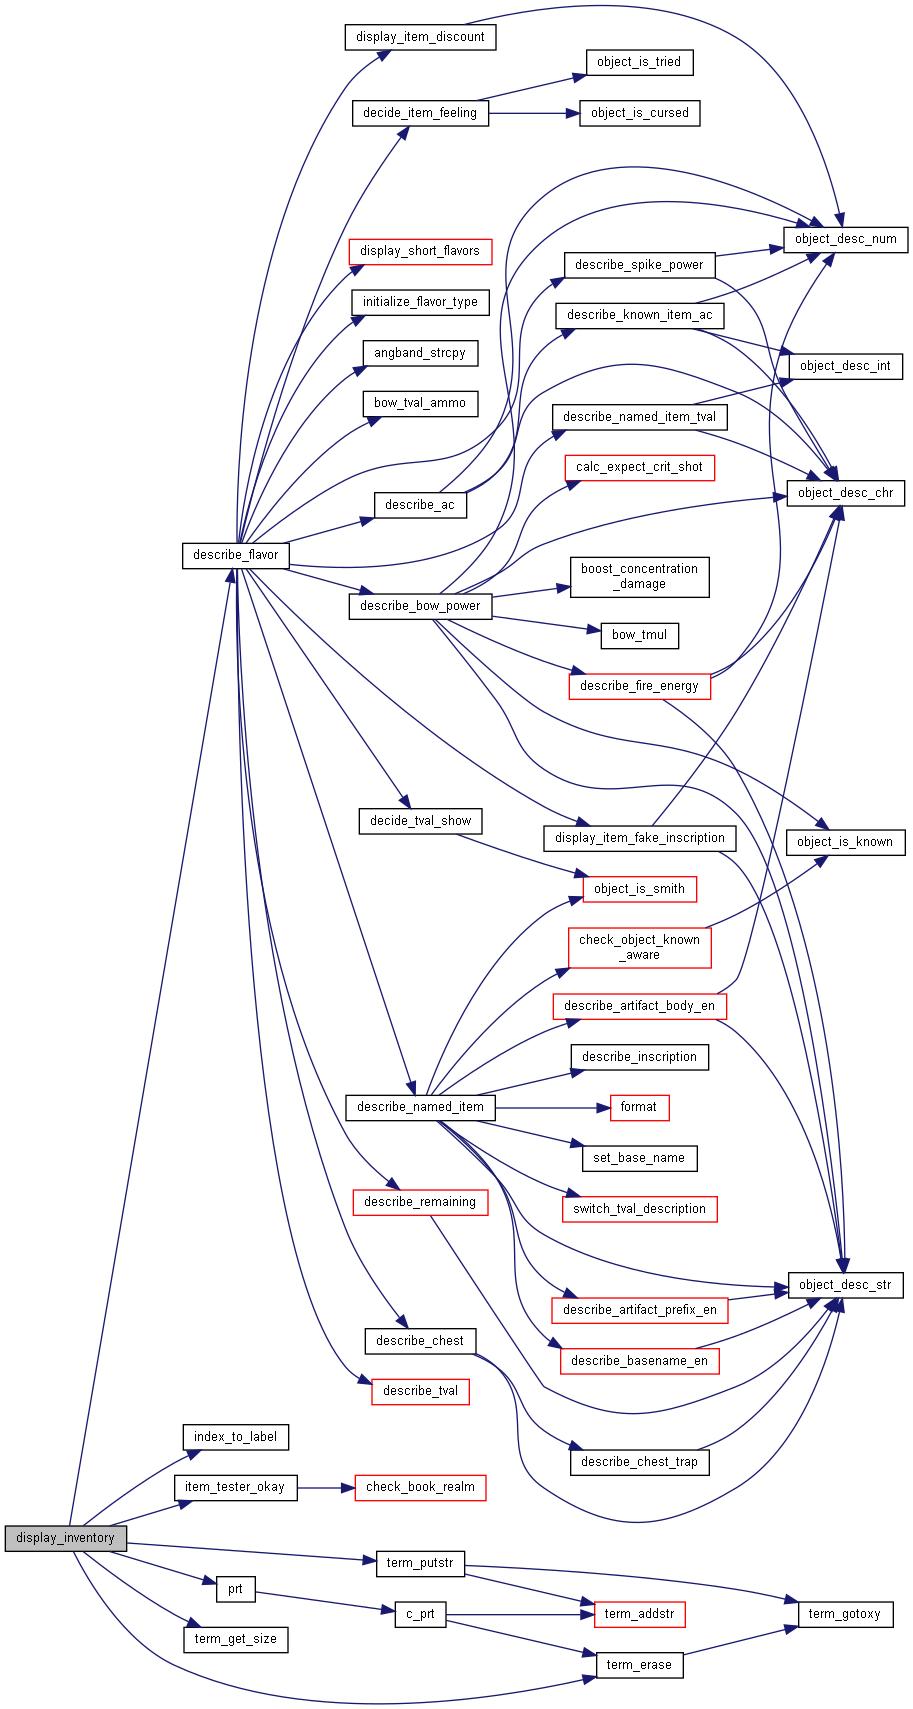 display_item_discount
object_is_tried
decide_item_feeling
object_is_cursed
object_desc_num
display_short_flavors
describe_spike_power
initialize_flavor_type
describe_known_item_ac
angband_strcpy
object_desc_int
bow_tval_ammo
describe_named_item_tval
calc_expect_crit_shot
describe_ac
object_desc_chr
describe_flavor
boost_concentration
_damage
describe_bow_power
bow_tmul
describe_fire_energy
decide_tval_show
display_item_fake_inscription
object_is_known
object_is_smith
check_object_known
_aware
describe_artifact_body_en
describe_inscription
describe_named_item
format
set_base_name
describe_remaining
switch_tval_description
object_desc_str
describe_artifact_prefix_en
describe_chest
describe_basename_en
describe_tval
index_to_label
describe_chest_trap
item_tester_okay
check_book_realm
display_inventory
term_putstr
prt
c_prt
term_addstr
term_gotoxy
term_get_size
term_erase